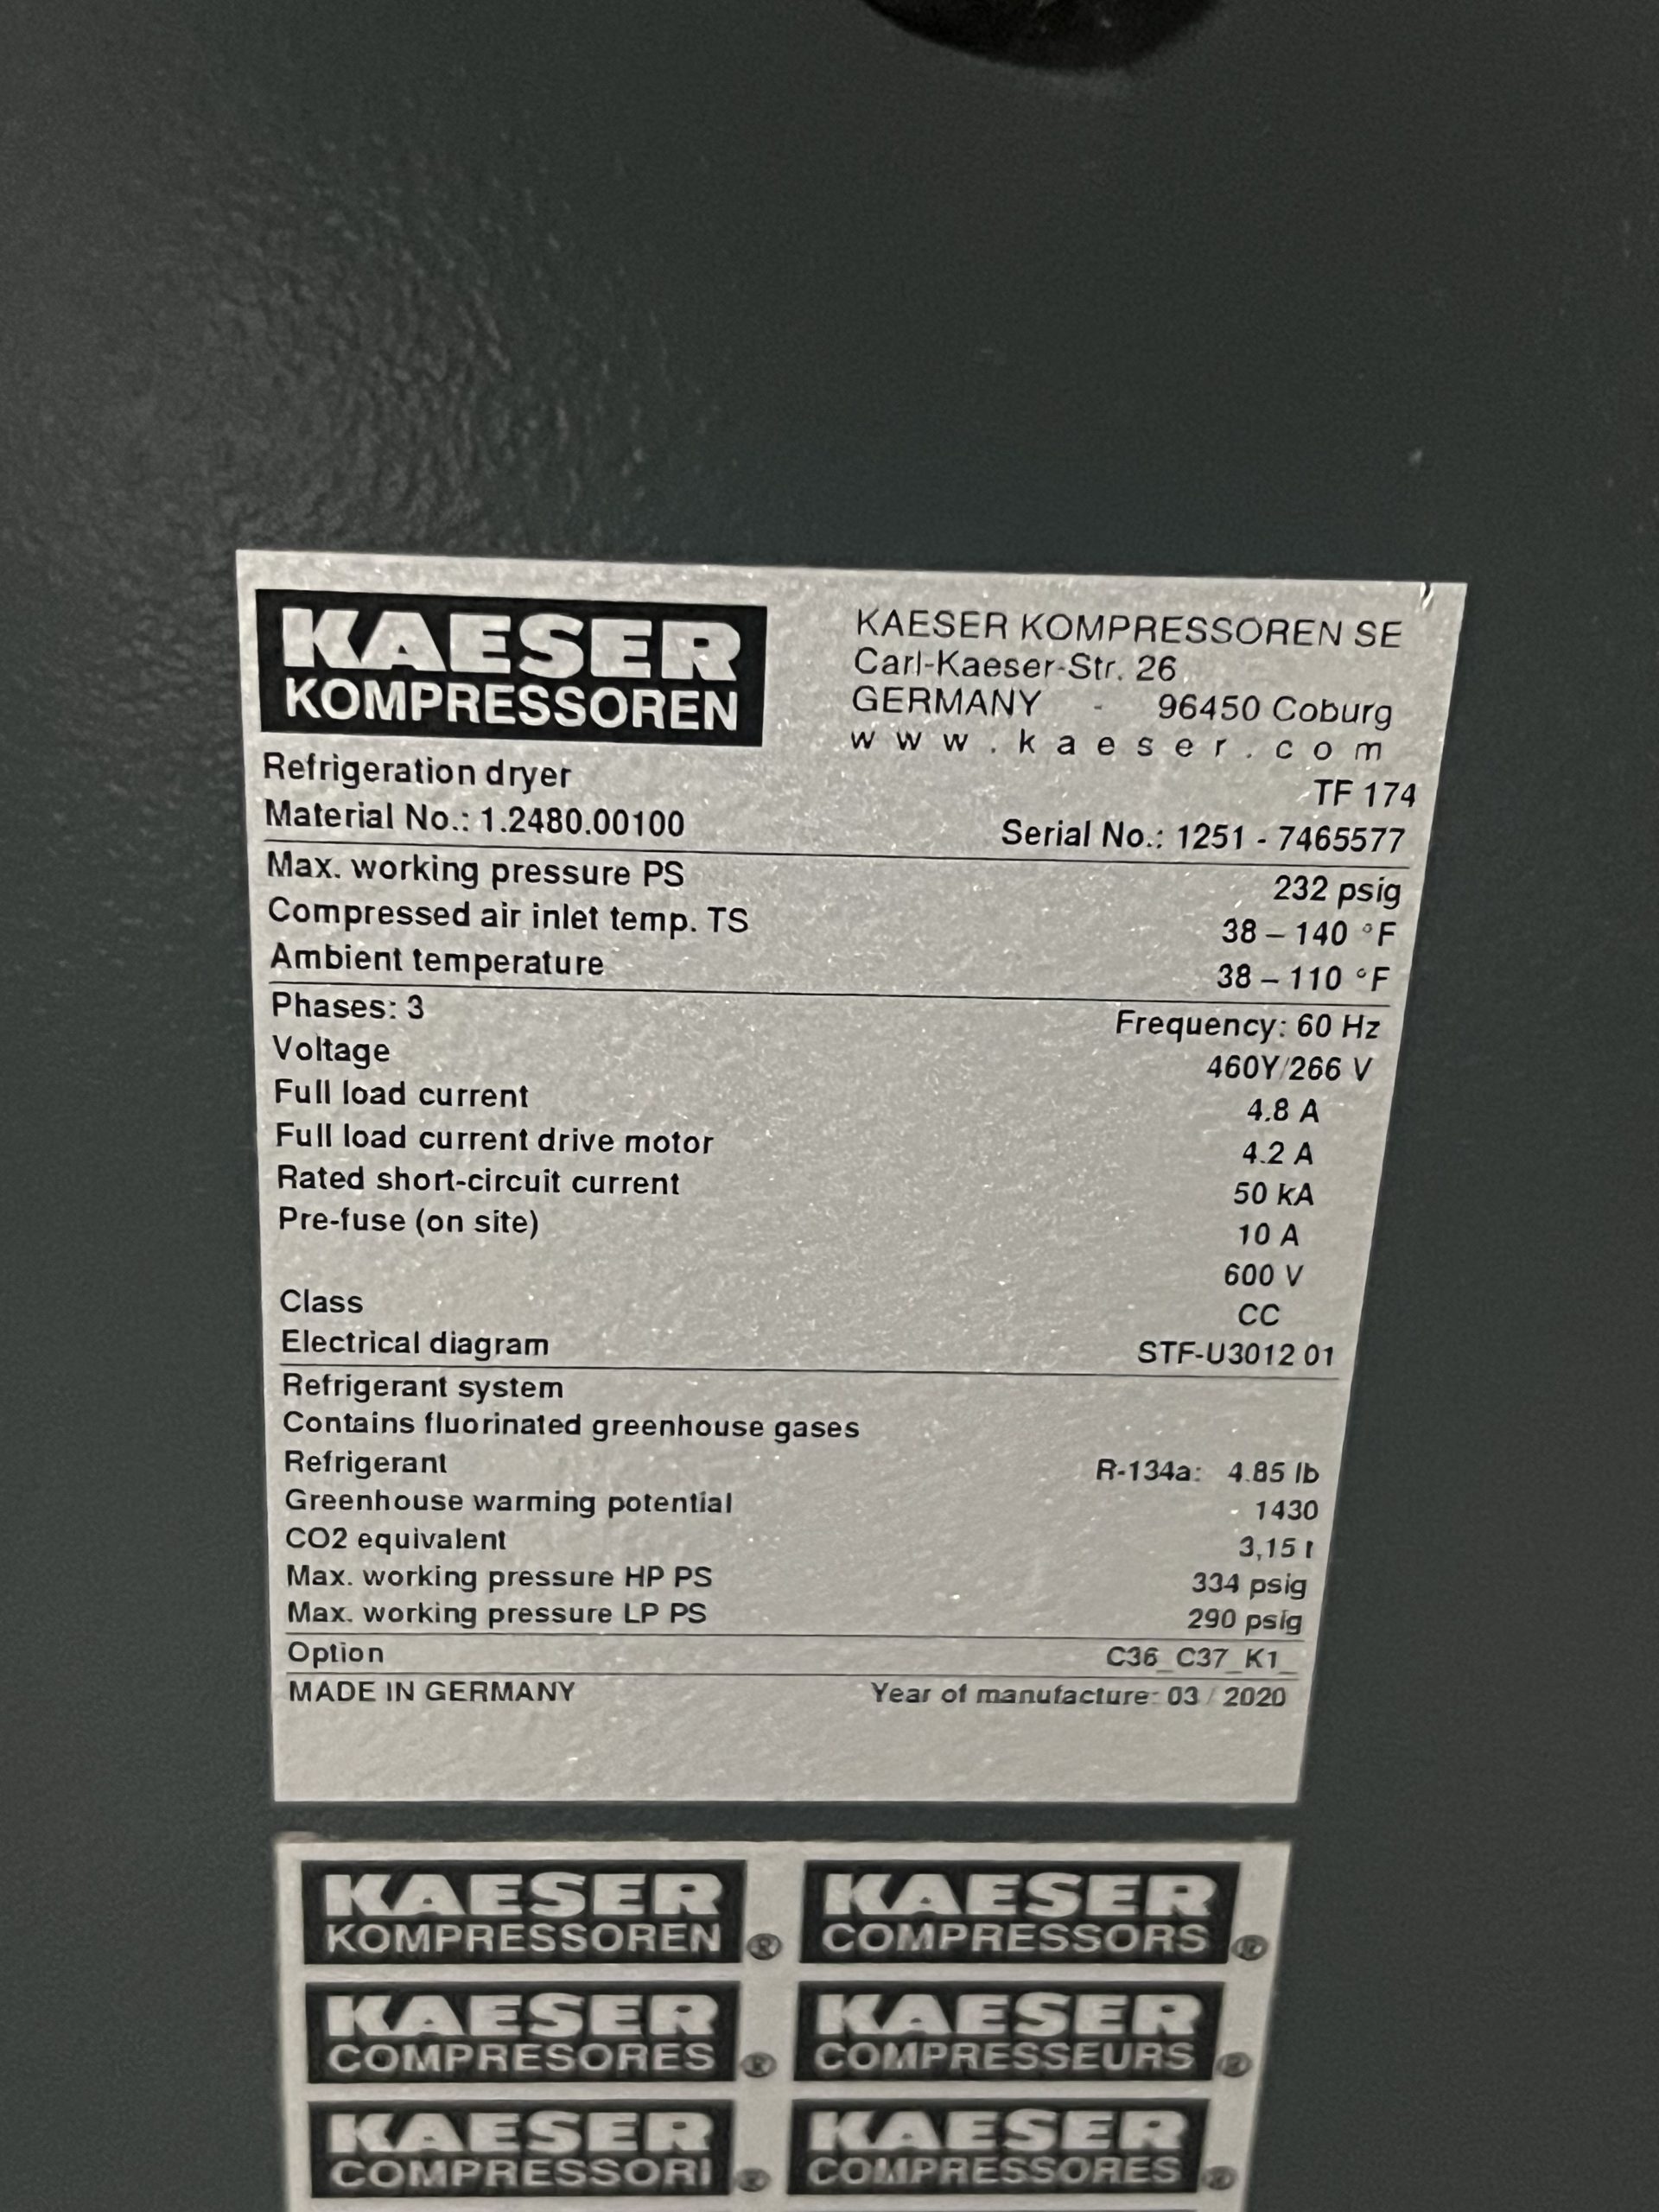 KAESER
KOMPRESSOREN
KAESER KOMPRESSOREN SE
Carl-Kaeser-Str. 26
GERMANY - 96450 Coburg
www.kaeser.com
Refrigeration dryer TF 174
Material No.: 1.2480.00100 Serial No.: 1251 - 7465577
Max. working pressure PS 232 psig
Compressed air inlet temp. TS 38 – 140 °F
Ambient temperature 38 – 110 °F
Phases: 3 Frequency: 60 Hz
Voltage 460Y/266 V
Full load current 4.8 A
Full load current drive motor 4.2 A
Rated short-circuit current 50 kA
Pre-fuse (on site) 10 A
600 V
Class CC
Electrical diagram STF-U3012 01
Refrigerant system
Contains fluorinated greenhouse gases
Refrigerant R-134a: 4.85 lb
Greenhouse warming potential - 1430
CO2 equivalent 3,15 t
Max. working pressure HP PS 334 psig
Max. working pressure LP PS 290 psig
Option C36_C37_K1_
MADE IN GERMANY Year of manufacture: 03 / 2020
KAESER KAESER
KOMPRESSOREN ® COMPRESSORS ®
KAESER KAESER
COMPRESORES ® COMPRESSEURS ®
KAESER KAESER
COMPRESSORI ® COMPRESSORES ®